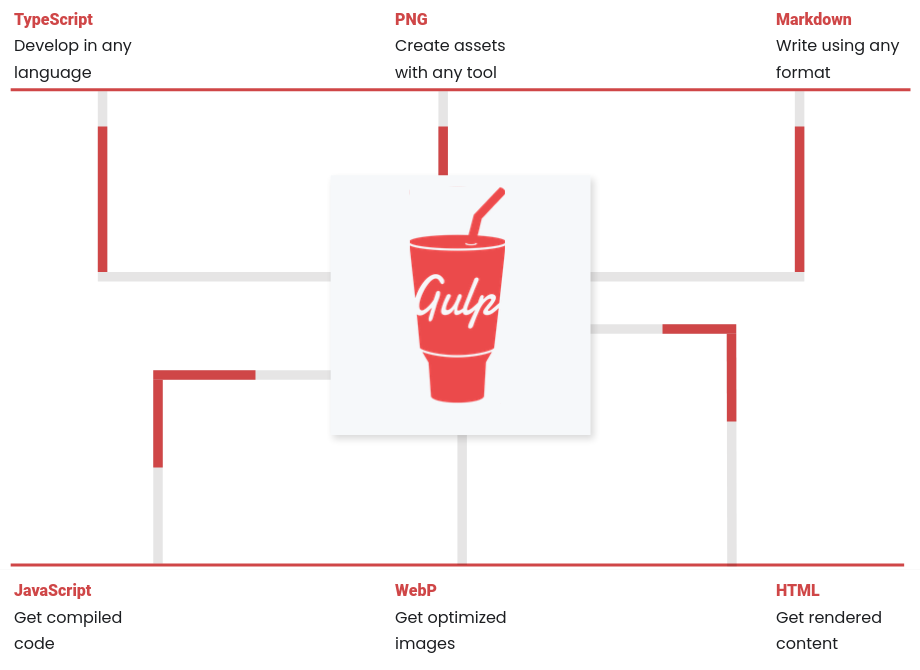 TypeScript
Develop in any
language
PNG
Create assets
with any tool
Markdown
Write using any
format
Gulp
JavaScript
Get compiled
code
WebP
Get optimized
images
HTML
Get rendered
content